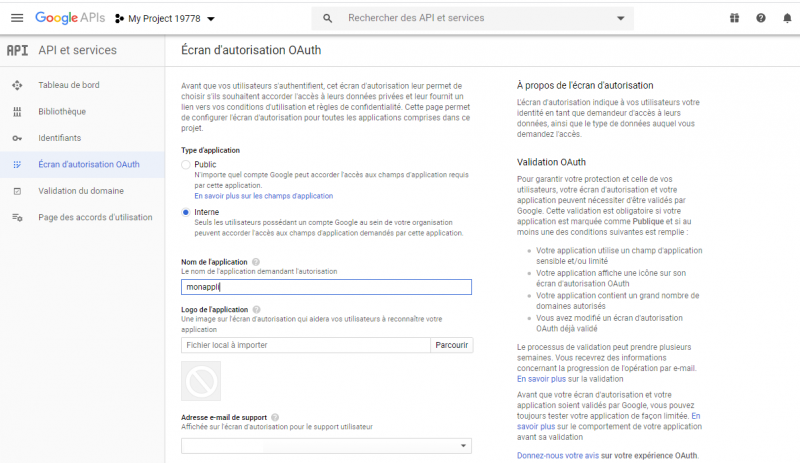 Google APIs
My Project 19778
Rechercher des API et services
API API et services
Écran d'autorisation OAuth
Tableau de bord
Bibliothèque
Identifiants
Écran d'autorisation OAuth
Validation du domaine
Page des accords d'utilisation
Avant que vos utilisateurs s'authentifient, cet écran d'autorisation leur permet de
choisir s'ils souhaitent accorder l'accès à leurs données privées et leur fournit un
lien vers vos conditions d'utilisation et règles de confidentialité. Cette page permet
de configurer l'écran d'autorisation pour toutes les applications comprises dans ce
projet.
Type d'application
Public
N'importe quel compte Google peut accorder l'accès aux champs d'application requis
par cette application.
En savoir plus sur les champs d'application
Interne
Seuls les utilisateurs possédant un compte Google au sein de votre organisation
peuvent accorder l'accès aux champs d'application demandés par cette application.
Nom de l'application
Le nom de l'application demandant l'autorisation
monappli
Logo de l'application
Une image sur l'écran d'autorisation qui aidera vos utilisateurs à reconnaître votre
application
Fichier local à importer
Parcourir
Adresse e-mail de support
Affichée sur l'écran d'autorisation pour le support utilisateur
À propos de l'écran d'autorisation
L'écran d'autorisation indique à vos utilisateurs votre
identité en tant que demandeur d'accès à leurs
données, ainsi que le type de données auquel vous
demandez l'accès.
Validation OAuth
Pour garantir votre protection et celle de vos
utilisateurs, votre écran d'autorisation et votre
application peuvent nécessiter d'être validés par
Google. Cette validation est obligatoire si votre
application est marquée comme Publique et si au
moins une des conditions suivantes est remplie :
Votre application utilise un champ d'application
sensible et/ou limité
Votre application affiche une icône sur son
écran d'autorisation OAuth
Votre application contient un grand nombre de
domaines autorisés
Vous avez modifié un écran d'autorisation
OAuth déjà validé
Le processus de validation peut prendre plusieurs
semaines. Vous recevrez des informations
concernant la progression de l'opération par e-mail.
En savoir plus sur la validation
Avant que votre écran d'autorisation et votre
application soient validés par Google, vous pouvez
toujours tester votre application de façon limitée. En
savoir plus sur le comportement de votre application
avant sa validation
Donnez-nous votre avis sur votre expérience OAuth.